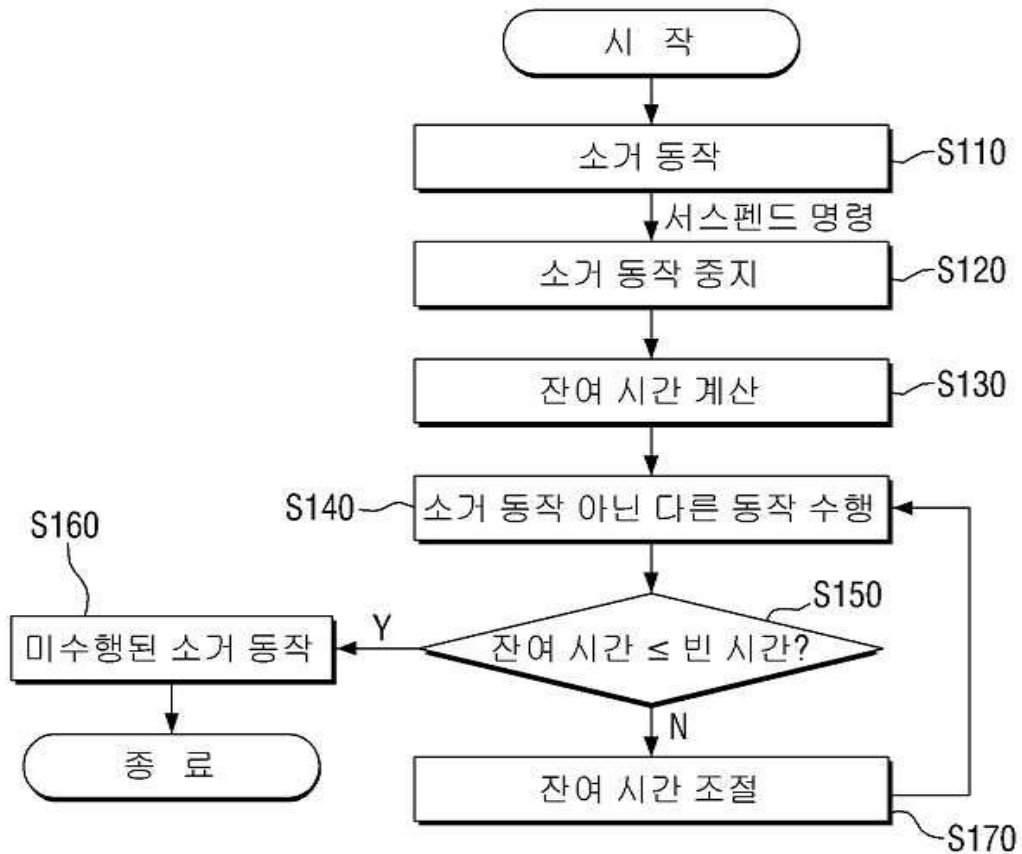 시 작
소거 동작
S110
서스펜드 명령
소거 동작 중지
S120
잔여 시간 계산
S130
S140
소거 동작 아닌 다른 동작 수행
S160
S150
미수행된 소거 동작
Y
잔여 시간 ≤ 빈 시간?
N
종 료
잔여 시간 조절
S170